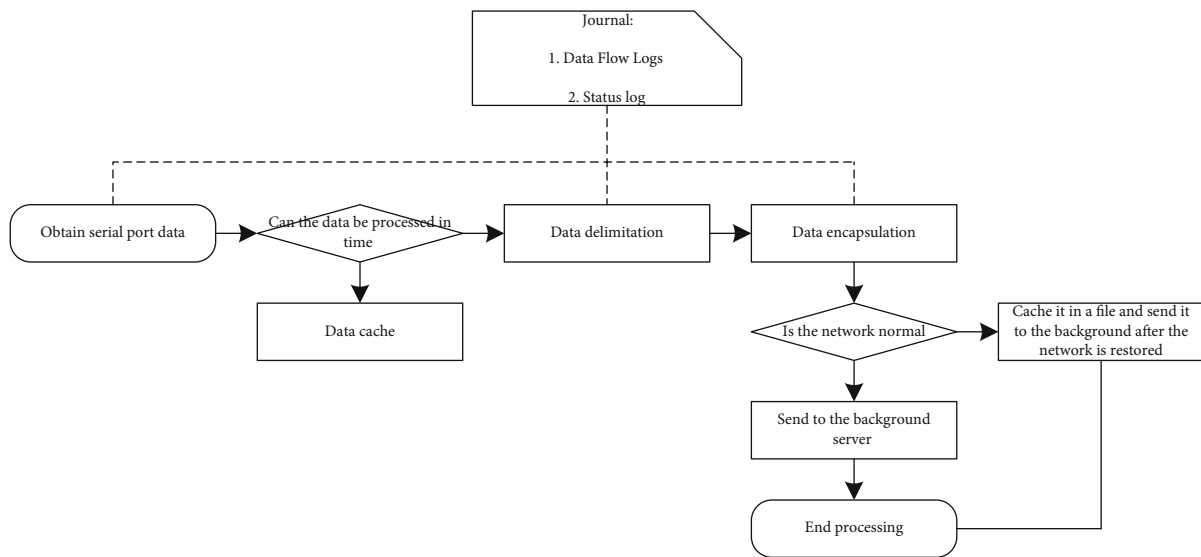 Journal:
1. Data Flow Logs
2. Status log
Obtain serial port data
Can the data be processed in
time
Data delimitation
Data encapsulation
Data cache
Is the network normal
Cache it in a file and send it
to the background after the
network is restored
Send to the background
server
End processing